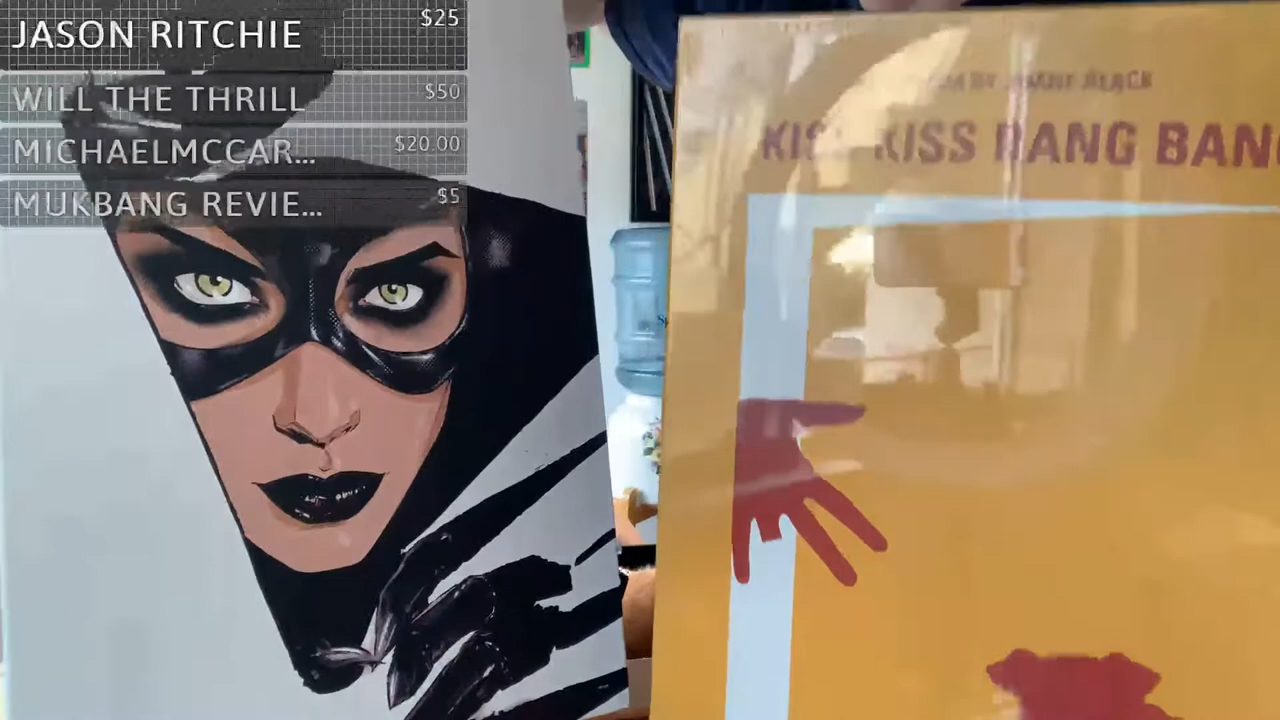 JASON RITCHIE
$25
WILL THE THRILL
$50
MICHAELMCCAR...
$20.00
MUKBANG REVIE...
$5
BY
BLACK
KISS KISS BANG BANG